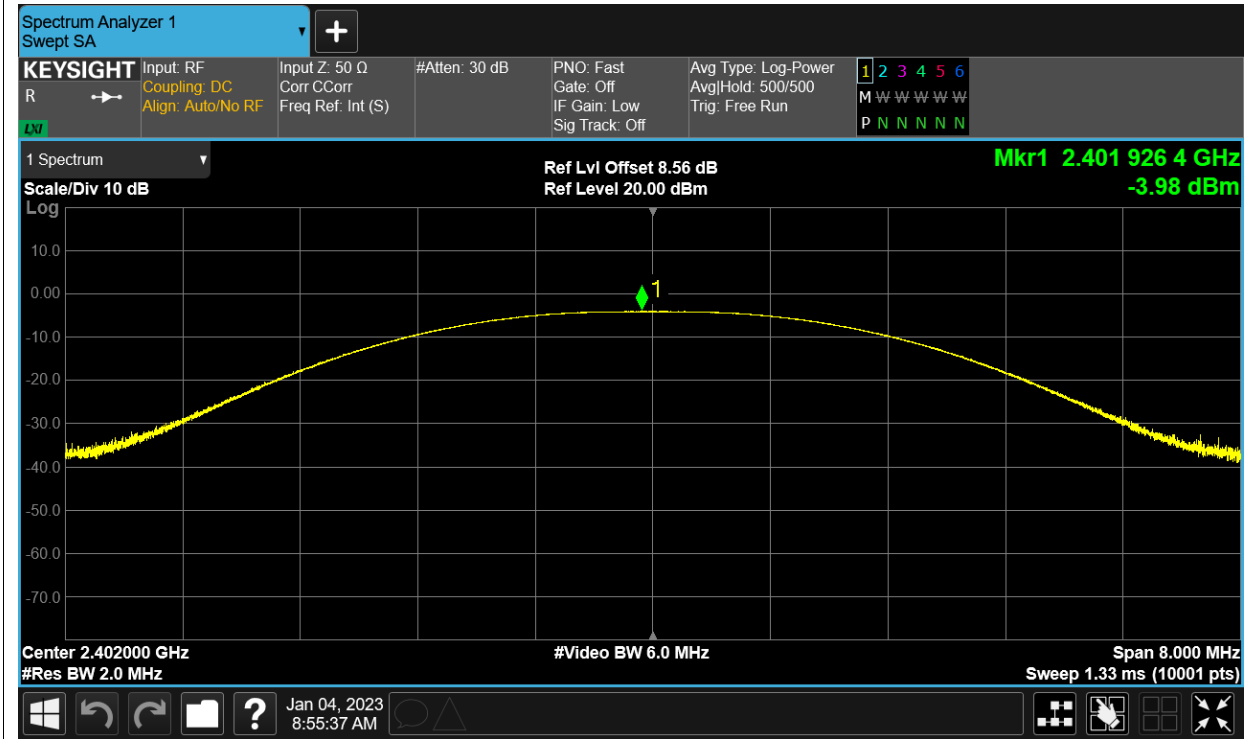 Spectrum Analyzer 1
Swept SA
KEYSIGHT
R
LXI
Input: RF
Coupling: DC
Align: Auto/No RF
Input Z: 50 Ω
Corr CCorr
Freq Ref: Int (S)
#Atten: 30 dB
PNO: Fast
Gate: Off
IF Gain: Low
Sig Track: Off
Avg Type: Log-Power
Avg|Hold: 500/500
Trig: Free Run
1 2 3 4 5 6
M W W W W W
P N N N N N
1 Spectrum
Scale/Div 10 dB
Log
Ref Lvl Offset 8.56 dB
Ref Level 20.00 dBm
Mkr1 2.401 926 4 GHz
-3.98 dBm
10.0
0.00
-10.0
-20.0
-30.0
-40.0
-50.0
-60.0
-70.0
1
Center 2.402000 GHz
#Res BW 2.0 MHz
#Video BW 6.0 MHz
Span 8.000 MHz
Sweep 1.33 ms (10001 pts)
?
Jan 04, 2023
8:55:37 AM